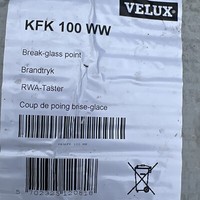 VELUX
KFK 100 WW
Break-glass point
Brandtryk
RWA-Taster
Coup de poing brise-glace